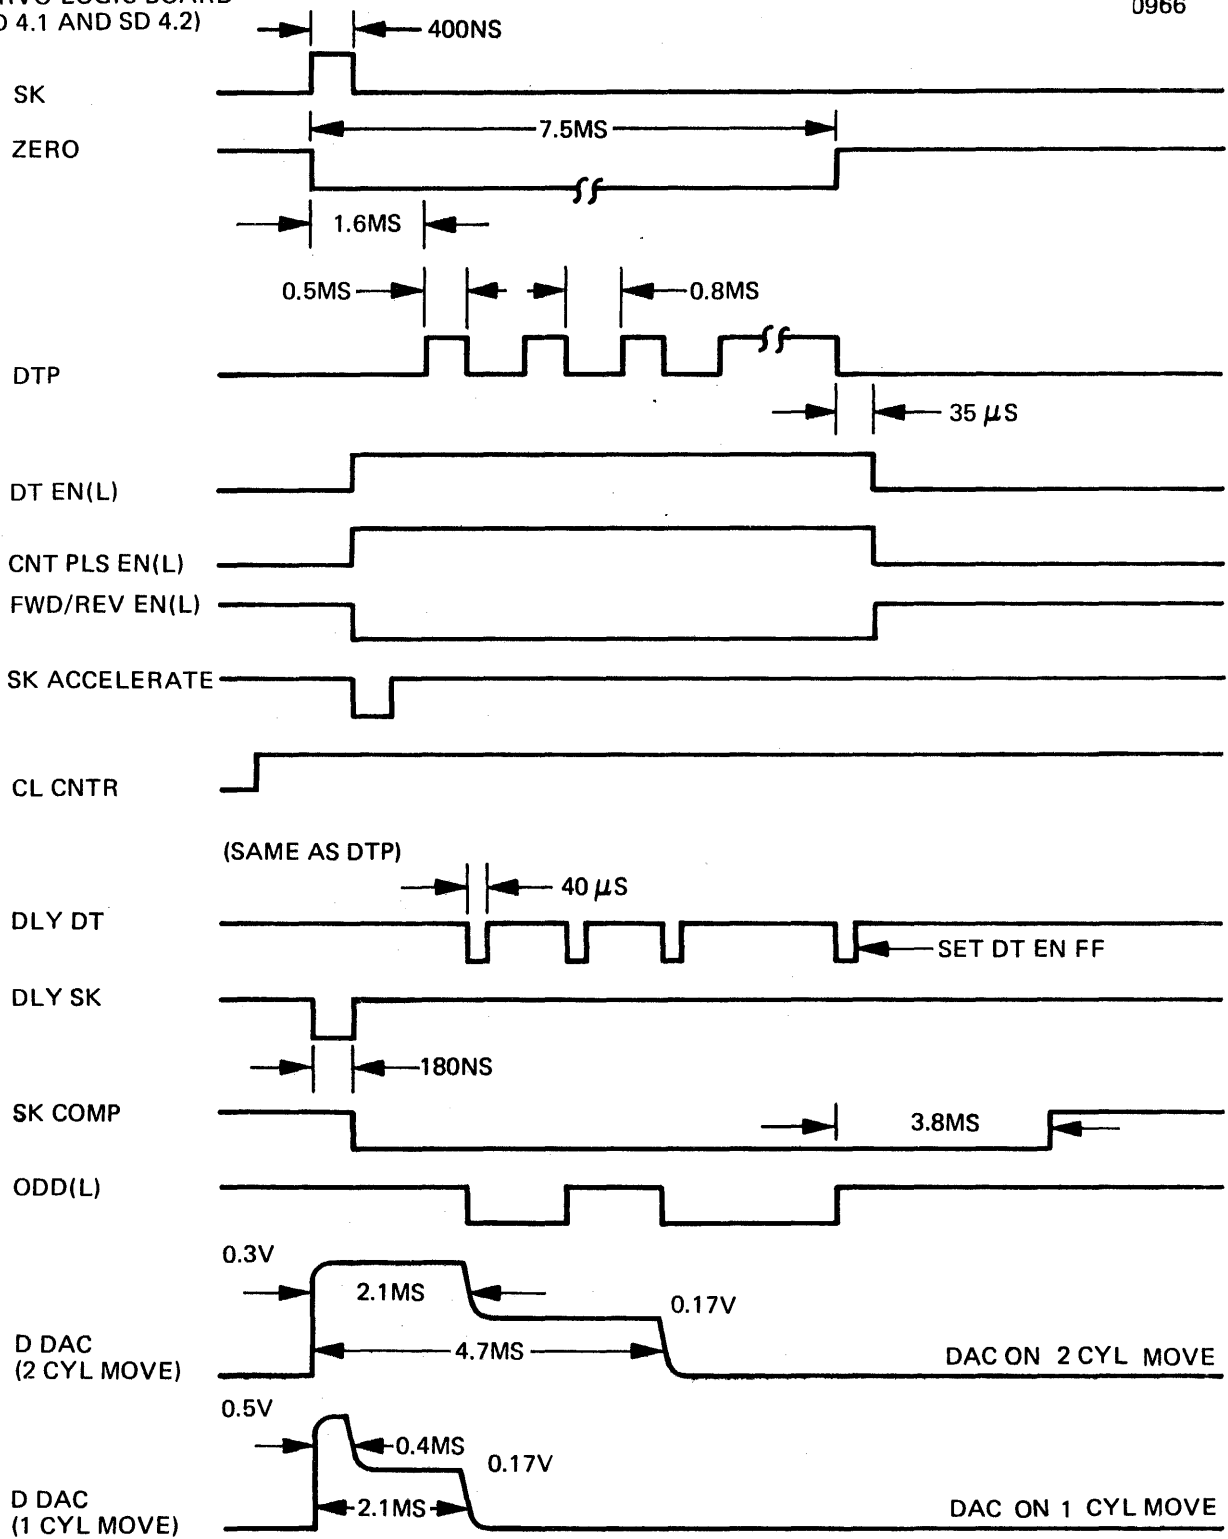 LOGIC BOARD
4.1 AND SD 4.2)
0966
400NS
SK
7.5MS
ZERO
1.6MS
0.5MS
0.8MS
DTP
35 μS
DT EN(L)
CNT PLS EN(L)
FWD/REV EN(L)
SK ACCELERATE
CL CNTR
(SAME AS DTP)
40 μS
DLY DT
SET DT EN FF
DLY SK
180NS
SK COMP
3.8MS
ODD(L)
0.3V
2.1MS
0.17V
D DAC
(2 CYL MOVE)
4.7MS
DAC ON 2 CYL MOVE
0.5V
0.4MS
0.17V
D DAC
(1 CYL MOVE)
2.1MS
DAC ON 1 CYL MOVE